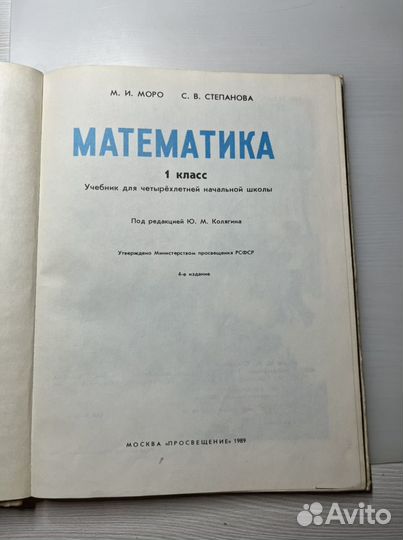 М. И. МОРО С. В. СТЕПАНОВА
МАТЕМАТИКА
1 класс
Учебник для четырёхлетней начальной школы
Под редакцией Ю. М. Колягина
Утверждено Министерством просвещения РСФСР
4-е издание
МОСКВА «ПРОСВЕЩЕНИЕ» 1989
Avito